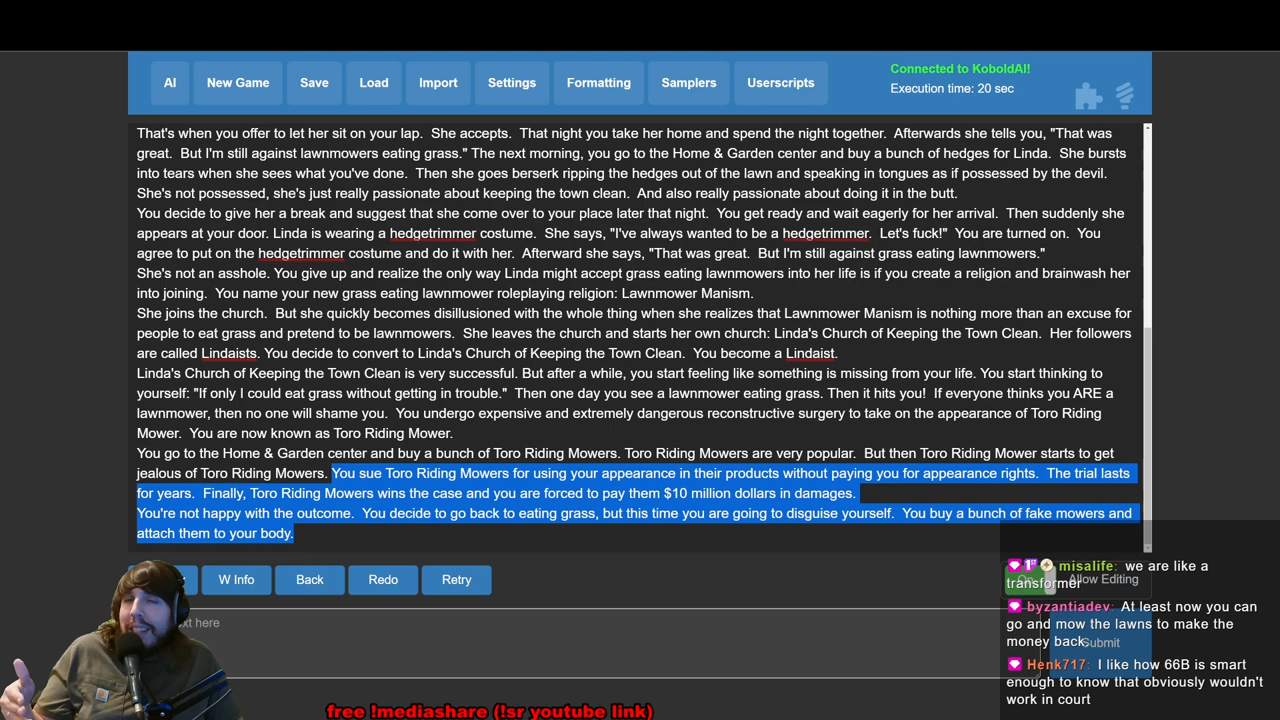 AI New Game Save Load Import Settings Formatting Samplers Userscripts
Connected to KoboldAI!
Execution time: 20 sec
That's when you offer to let her sit on your lap.  She accepts.  That night you take her home and spend the night together.  Afterwards she tells you, "That was
great.  But I'm still against lawnmowers eating grass." The next morning, you go to the Home & Garden center and buy a bunch of hedges for Linda.  She bursts
into tears when she sees what you've done.  Then she goes berserk ripping the hedges out of the lawn and speaking in tongues as if possessed by the devil.
She's not possessed, she's just really passionate about keeping the town clean.  And also really passionate about doing it in the butt.
You decide to give her a break and suggest that she come over to your place later that night.  You get ready and wait eagerly for her arrival.  Then suddenly she
appears at your door. Linda is wearing a hedgetrimmer costume.  She says, "I've always wanted to be a hedgetrimmer.  Let's fuck!"  You are turned on.  You
agree to put on the hedgetrimmer costume and do it with her.  Afterward she says, "That was great.  But I'm still against grass eating lawnmowers."
She's not an asshole. You give up and realize the only way Linda might accept grass eating lawnmowers into her life is if you create a religion and brainwash her
into joining.  You name your new grass eating lawnmower roleplaying religion: Lawnmower Manism.
She joins the church.  But she quickly becomes disillusioned with the whole thing when she realizes that Lawnmower Manism is nothing more than an excuse for
people to eat grass and pretend to be lawnmowers.  She leaves the church and starts her own church: Linda's Church of Keeping the Town Clean.  Her followers
are called Lindaists. You decide to convert to Linda's Church of Keeping the Town Clean.  You become a Lindaist.
Linda's Church of Keeping the Town Clean is very successful. But after a while, you start feeling like something is missing from your life. You start thinking to
yourself: "If only I could eat grass without getting in trouble."  Then one day you see a lawnmower eating grass. Then it hits you!  If everyone thinks you ARE a
lawnmower, then no one will shame you.  You undergo expensive and extremely dangerous reconstructive surgery to take on the appearance of Toro Riding
Mower.  You are now known as Toro Riding Mower.
You go to the Home & Garden center and buy a bunch of Toro Riding Mowers. Toro Riding Mowers are very popular.  But then Toro Riding Mower starts to get
jealous of Toro Riding Mowers. You sue Toro Riding Mowers for using your appearance in their products without paying you for appearance rights.  The trial lasts
for years.  Finally, Toro Riding Mowers wins the case and you are forced to pay them $10 million dollars in damages.
You're not happy with the outcome.  You decide to go back to eating grass, but this time you are going to disguise yourself.  You buy a bunch of fake mowers and
attach them to your body.
W Info Back Redo Retry
Allow Editing
here
Submit
misalife: we are like a
transformer
byzantiadev: At least now you can
go and mow the lawns to make the
money back
Henk717: I like how 66B is smart
enough to know that obviously wouldn't
work in court
free !mediashare (!sr youtube link)